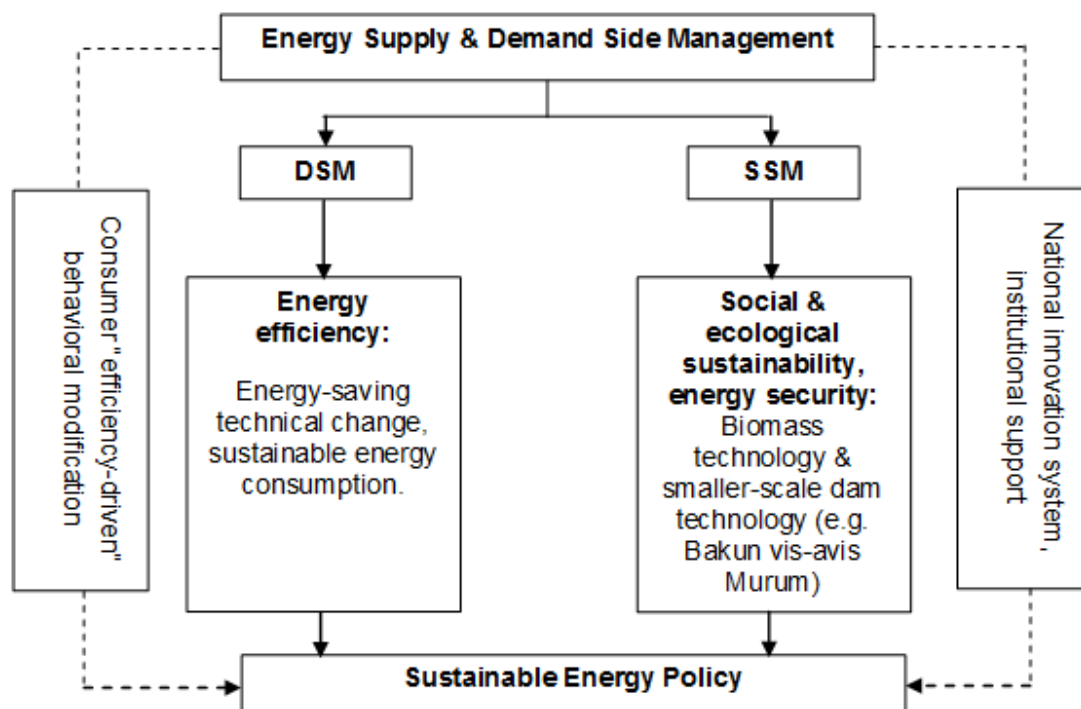 Energy Supply & Demand Side Management
DSM
SSM
Consumer "efficiency-driven"
behavioral modification
Energy
efficiency:
Energy-saving
technical change,
sustainable energy
consumption.
Social &
ecological
sustainability,
energy security:
Biomass
technology &
smaller-scale dam
technology (e.g.
Bakun vis-avis
Murum)
National innovation system,
institutional support
Sustainable Energy Policy